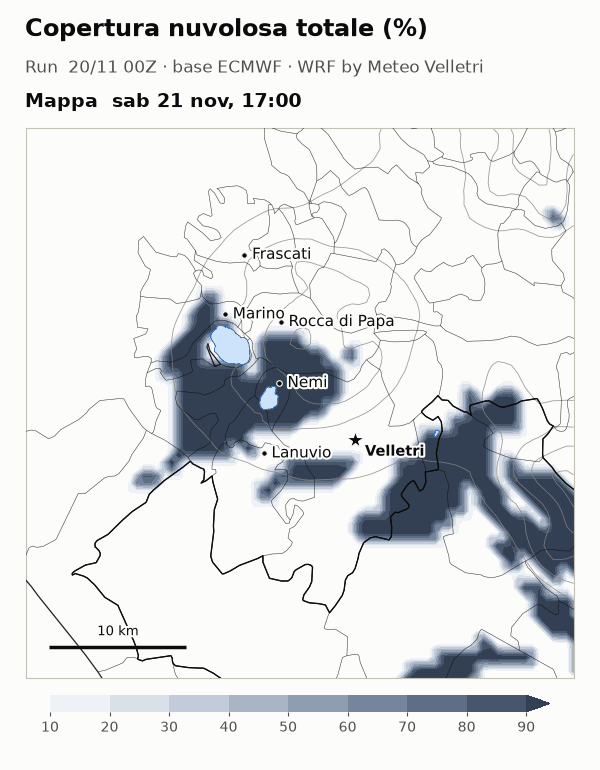 Copertura nuvolosa totale (%)
Run  20/11 00Z · base ECMWF · WRF by Meteo Velletri
Mappa  sab 21 nov, 17:00
Frascati
Marino
Rocca di Papa
Nemi
Lanuvio
Velletri
10 km
10 20 30 40 50 60 70 80 90